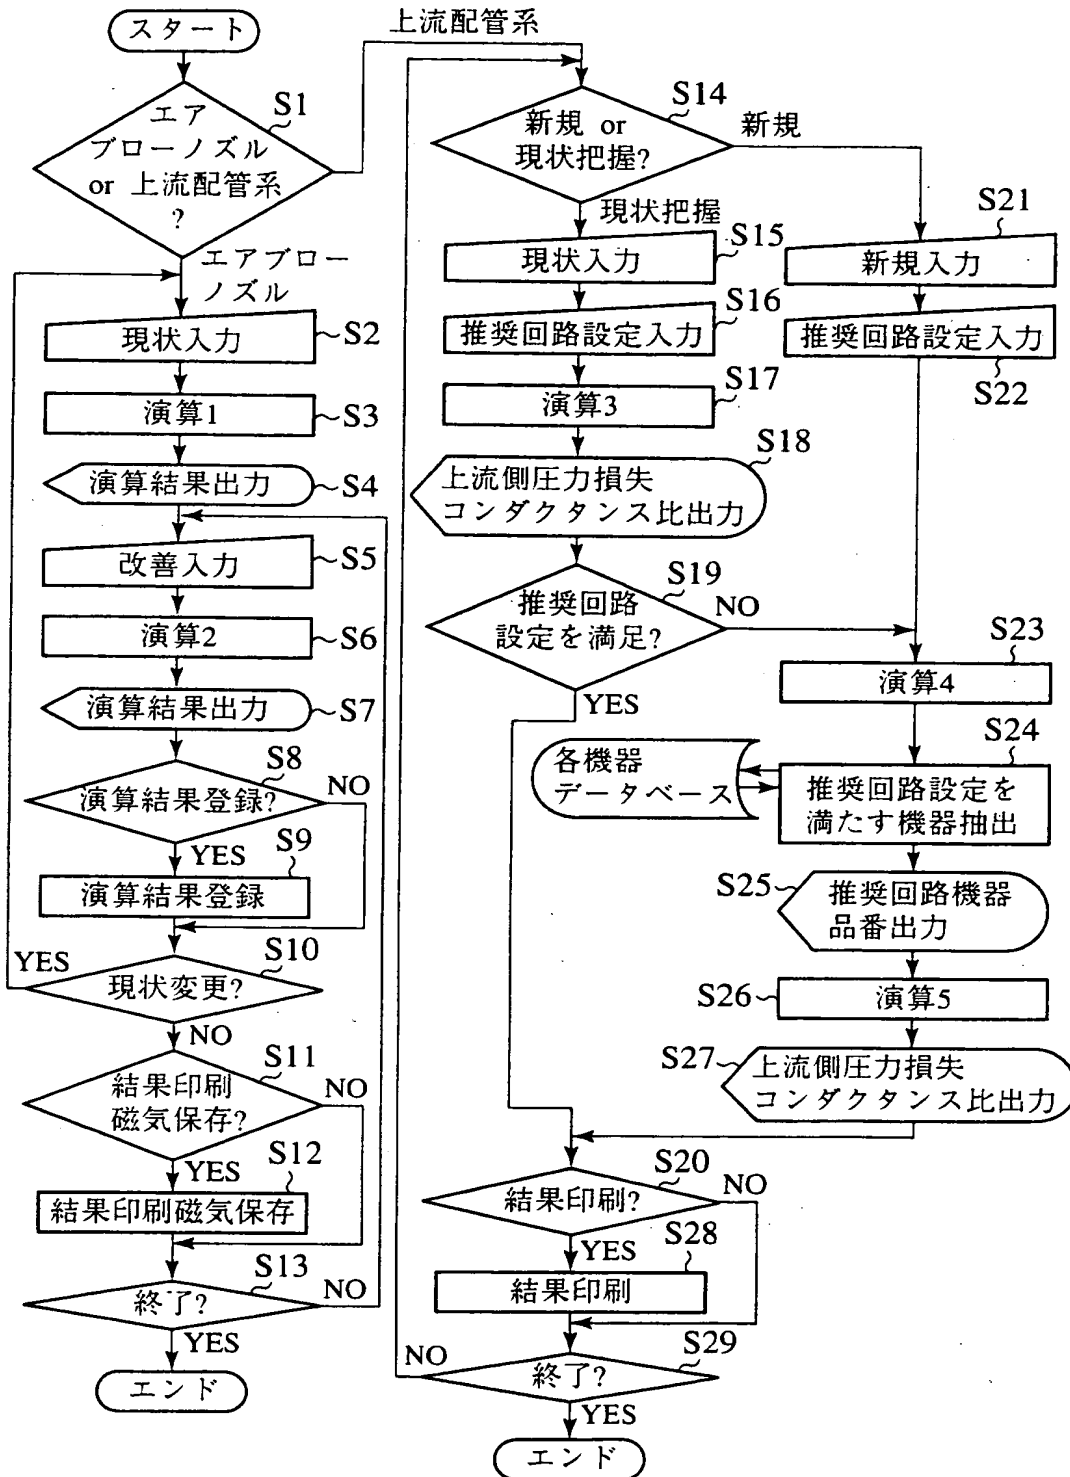 スタート
S1
エア
ブローノズル
or 上流配管系
?
上流配管系
エアブロー
ノズル
現状入力
S2
演算1
S3
演算結果出力
S4
改善入力
S5
演算2
S6
演算結果出力
S7
S8
演算結果登録?
NO
YES
S9
演算結果登録
YES
S10
現状変更?
NO
S11
結果印刷
磁気保存?
NO
YES
S12
結果印刷磁気保存
S13
終了?
NO
YES
エンド
S14
新規 or
現状把握?
新規
現状把握
S15
現状入力
S16
推奨回路設定入力
S17
演算3
S18
上流側圧力損失
コンダクタンス比出力
S19
推奨回路
設定を満足?
NO
YES
S21
新規入力
推奨回路設定入力
S22
S23
演算4
S24
各機器
データベース
推奨回路設定を
満たす機器抽出
S25
推奨回路機器
品番出力
S26
演算5
S27
上流側圧力損失
コンダクタンス比出力
S20
結果印刷?
NO
YES
S28
結果印刷
S29
NO
終了?
YES
エンド